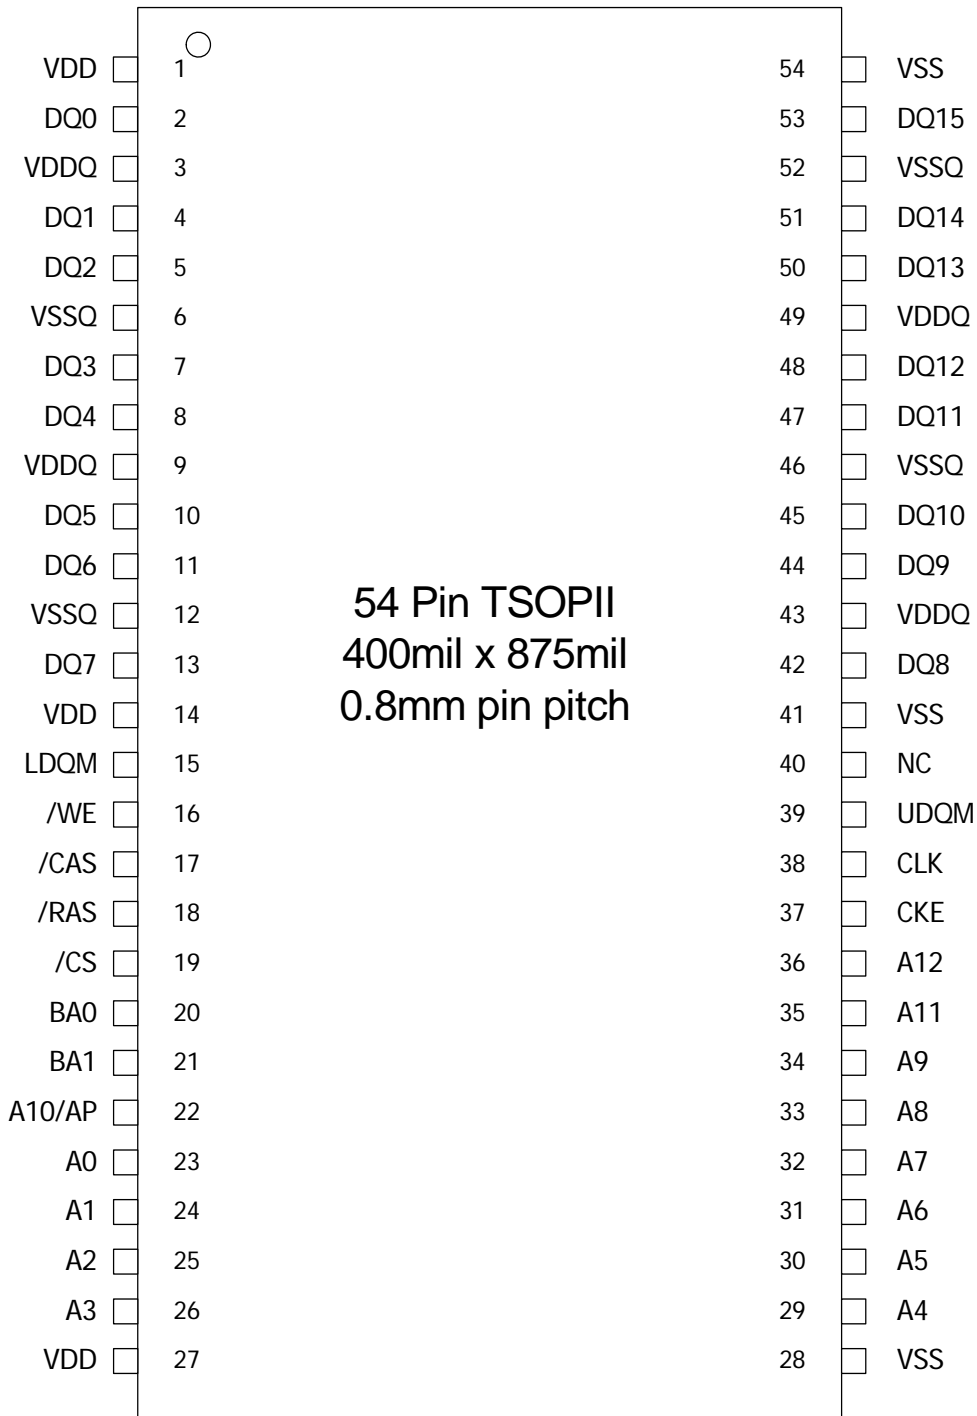 VDD 1 54 VSS
DQ0 2 53 DQ15
VDDQ 3 52 VSSQ
DQ1 4 51 DQ14
DQ2 5 50 DQ13
VSSQ 6 49 VDDQ
DQ3 7 48 DQ12
DQ4 8 47 DQ11
VDDQ 9 46 VSSQ
DQ5 10 45 DQ10
DQ6 11 44 DQ9
54 Pin TSOPII
VSSQ 12 43 VDDQ
400mil x 875mil
DQ7 13 42 DQ8
0.8mm pin pitch
VDD 14 41 VSS
LDQM 15 40 NC
/WE 16 39 UDQM
/CAS 17 38 CLK
/RAS 18 37 CKE
/CS 19 36 A12
BA0 20 35 A11
BA1 21 34 A9
A10/AP 22 33 A8
A0 23 32 A7
A1 24 31 A6
A2 25 30 A5
A3 26 29 A4
VDD 27 28 VSS